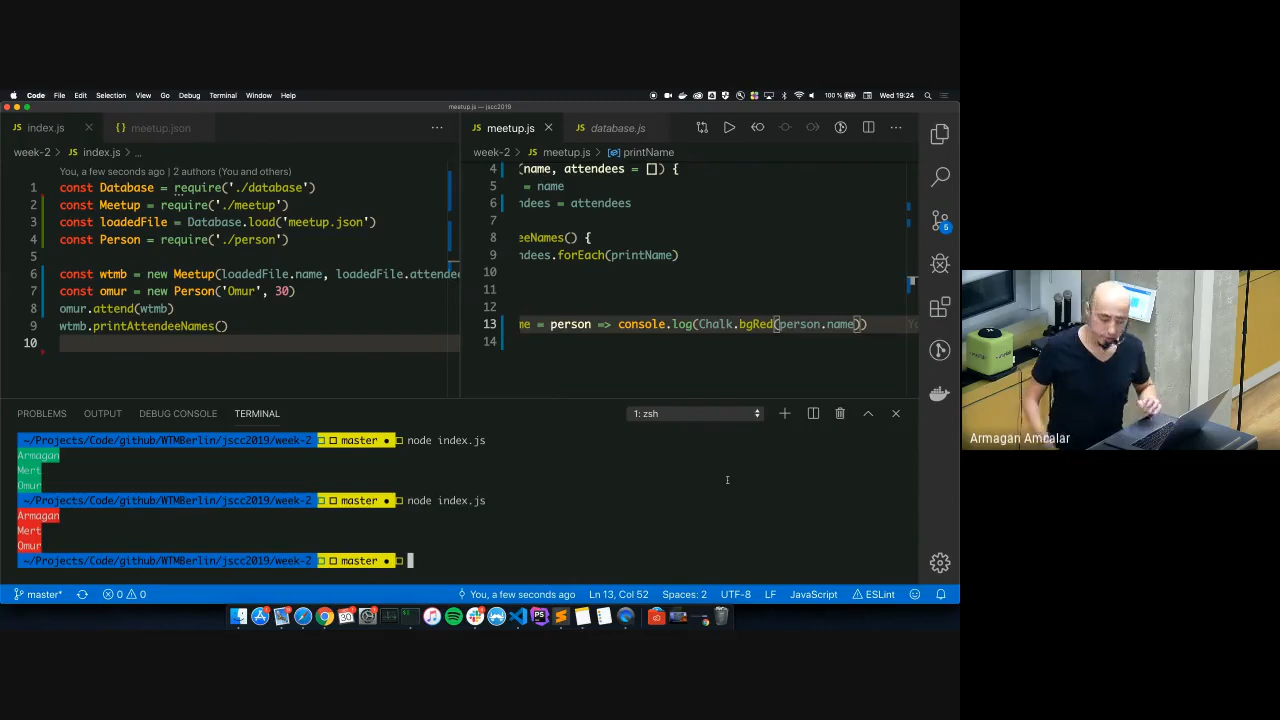 Code File Edit Selection View Go Debug Terminal Window Help
100 % Wed 19:24
meetup.js — jscc2019
index.js
meetup.json
week-2 index.js ...
You, a few seconds ago | 2 authors (You and others)
1 const Database = require('./database')
2 const Meetup = require('./meetup')
3 const loadedFile = Database.load('meetup.json')
4 const Person = require('./person')
5
6 const wtmb = new Meetup(loadedFile.name, loadedFile.attende
7 const omur = new Person('Omur', 30)
8 omur.attend(wtmb)
9 wtmb.printAttendeeNames()
10
meetup.js
database.js
week-2 meetup.js printName
4 (name, attendees = []) {
5 = name
6 ndees = attendees
7
8 eeNames() {
9 ndees.forEach(printName)
10
11
12
13 me = person => console.log(Chalk.bgRed(person.name))
14
5
PROBLEMS OUTPUT DEBUG CONSOLE TERMINAL
1: zsh
~/Projects/Code/github/WTMBerlin/jscc2019/week-2 master ● node index.js
Armagan
Mert
Omur
~/Projects/Code/github/WTMBerlin/jscc2019/week-2 master ● node index.js
Armagan
Mert
Omur
~/Projects/Code/github/WTMBerlin/jscc2019/week-2 master ●
master* 0 0 You, a few seconds ago Ln 13, Col 52 Spaces: 2 UTF-8 LF JavaScript ESLint
Armagan Amcalar